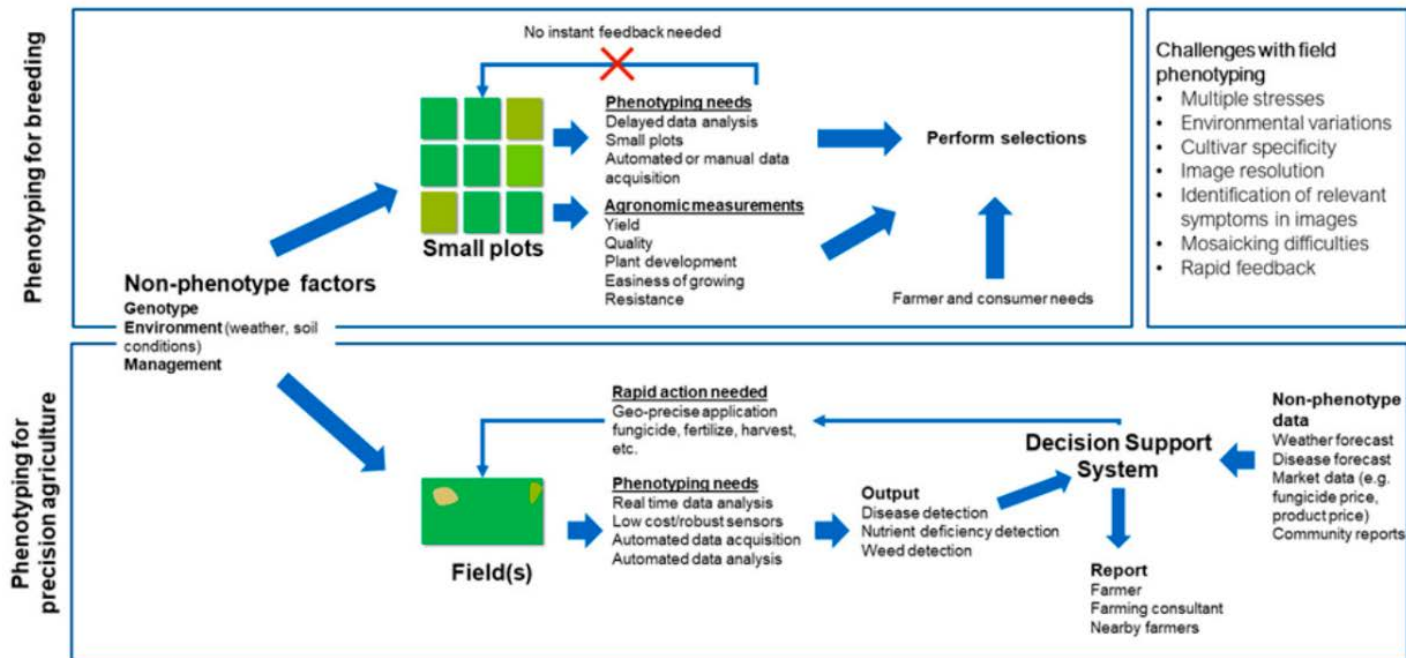 Phenotyping for breeding
No instant feedback needed
Phenotyping needs
Delayed data analysis
Small plots
Automated or manual data
acquisition
Agronomic measurements
Yield
Quality
Plant development
Easiness of growing
Resistance
Small plots
Perform selections
Farmer and consumer needs
Challenges with field
phenotyping
• Multiple stresses
• Environmental variations
• Cultivar specificity
• Image resolution
• Identification of relevant
symptoms in images
• Mosaicking difficulties
• Rapid feedback
Non-phenotype factors
Genotype
Environment (weather, soil
conditions)
Management
Phenotyping for
precision agriculture
Rapid action needed
Geo-precise application
fungicide, fertilize, harvest,
etc.
Field(s)
Phenotyping needs
Real time data analysis
Low cost/robust sensors
Automated data acquisition
Automated data analysis
Output
Disease detection
Nutrient deficiency detection
Weed detection
Decision Support
System
Non-phenotype
data
Weather forecast
Disease forecast
Market data (e.g.
fungicide price,
product price)
Community reports
Report
Farmer
Farming consultant
Nearby farmers